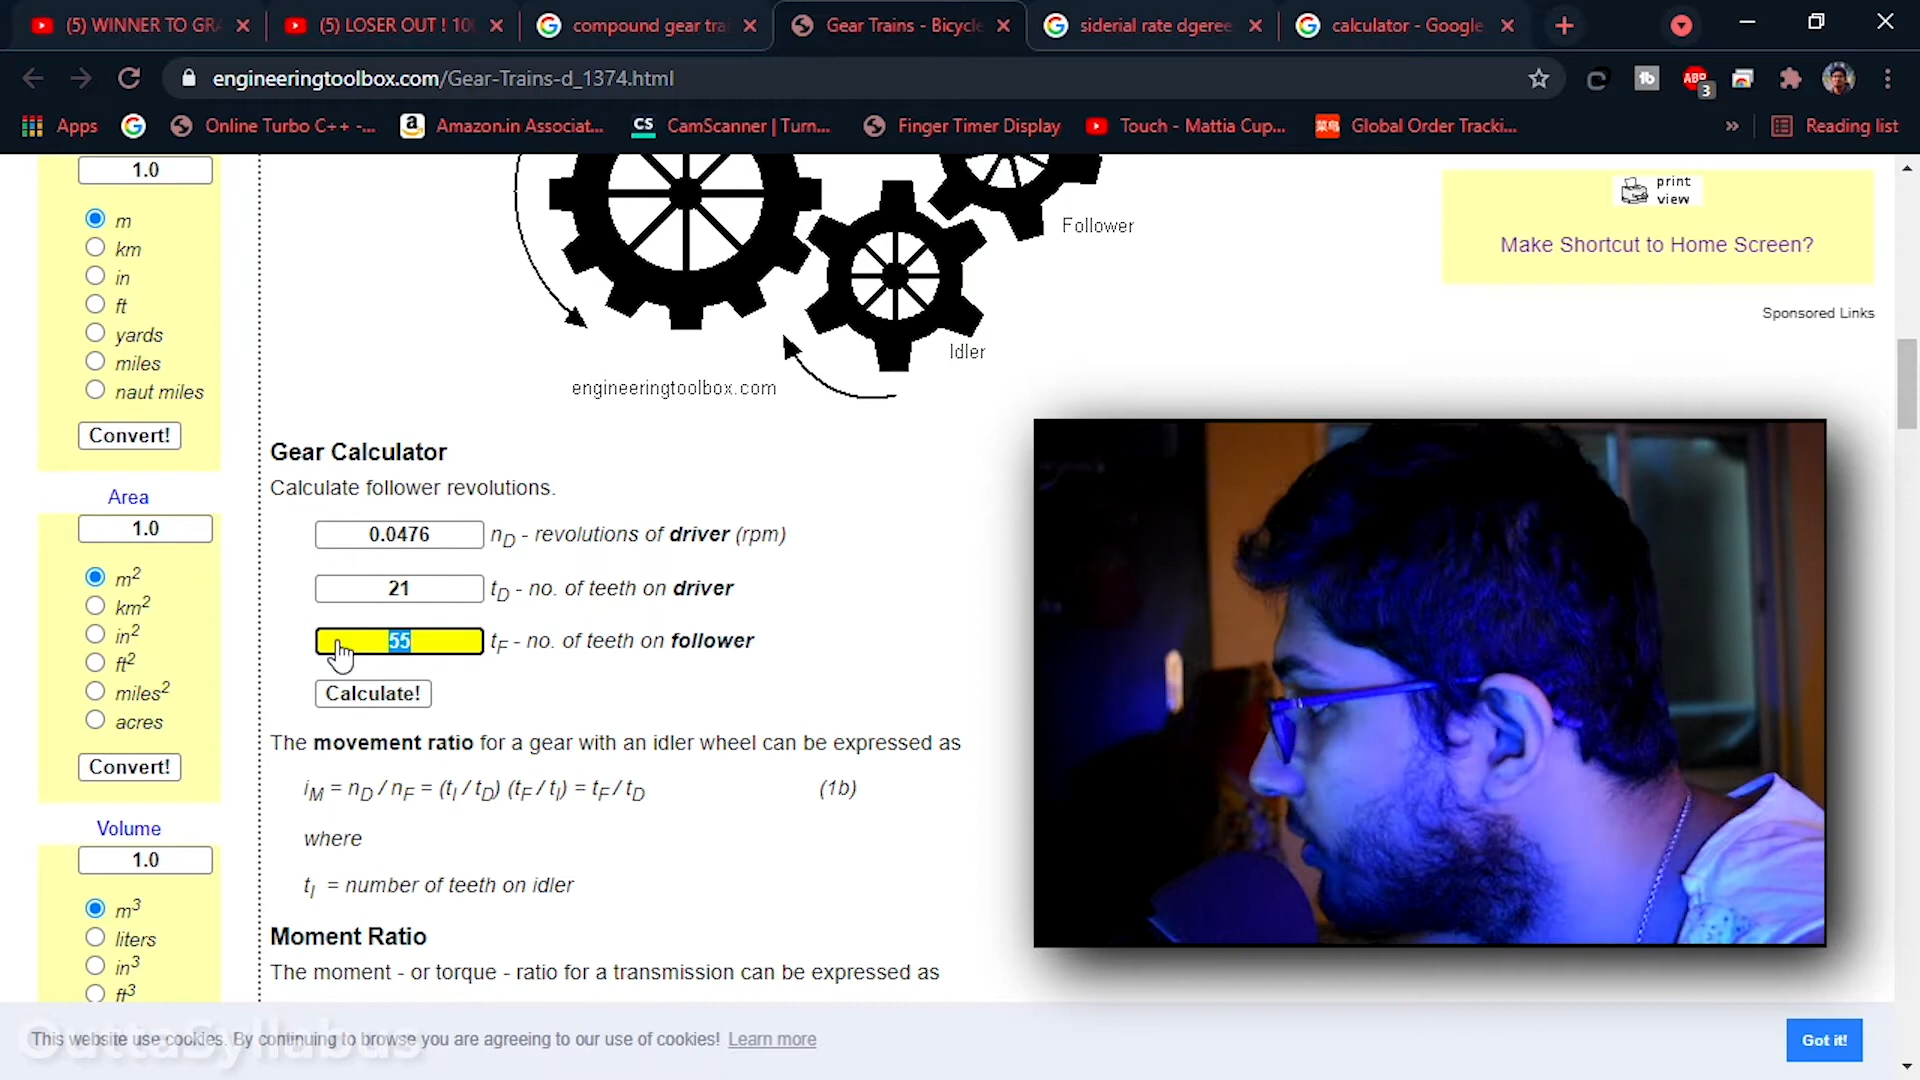 (5) WINNER TO GRA
(5) LOSER OUT ! 10
compound gear trai
Gear Trains - Bicycle
siderial rate dgeree
calculator - Google
engineeringtoolbox.com/Gear-Trains-d_1374.html
ABP
3
Apps
Online Turbo C++ -...
Amazon.in Associat...
CS
CamScanner | Turn...
Finger Timer Display
Touch - Mattia Cup...
Global Order Tracki...
Reading list
1.0
m
km
in
ft
yards
miles
naut miles
Convert!
Area
1.0
m2
km2
in2
ft2
miles2
acres
Convert!
Volume
1.0
m3
liters
in3
ft3
Follower
Idler
engineeringtoolbox.com
Gear Calculator
Calculate follower revolutions.
0.0476 nD - revolutions of driver (rpm)
21 tD - no. of teeth on driver
55 tF - no. of teeth on follower
Calculate!
The movement ratio for a gear with an idler wheel can be expressed as
iM = nD / nF = (tI / tD) (tF / tI) = tF / tD (1b)
where
tI = number of teeth on idler
Moment Ratio
The moment - or torque - ratio for a transmission can be expressed as
print
view
Make Shortcut to Home Screen?
Sponsored Links
This website use cookies. By continuing to browse you are agreeing to our use of cookies! Learn more
Got it!
OuttaSyllabus